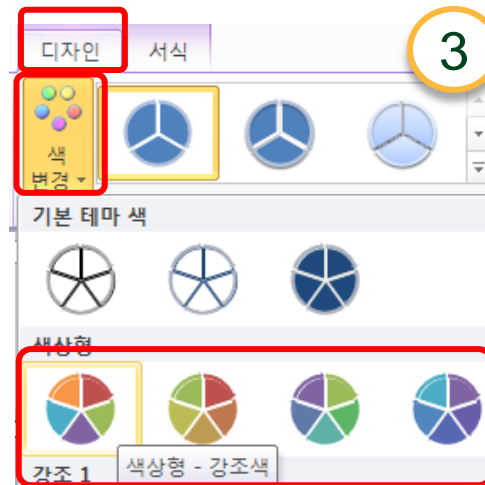 디자인 서식
3
색
변경
기본 테마 색
색상형
색상형 - 강조색
강조 1